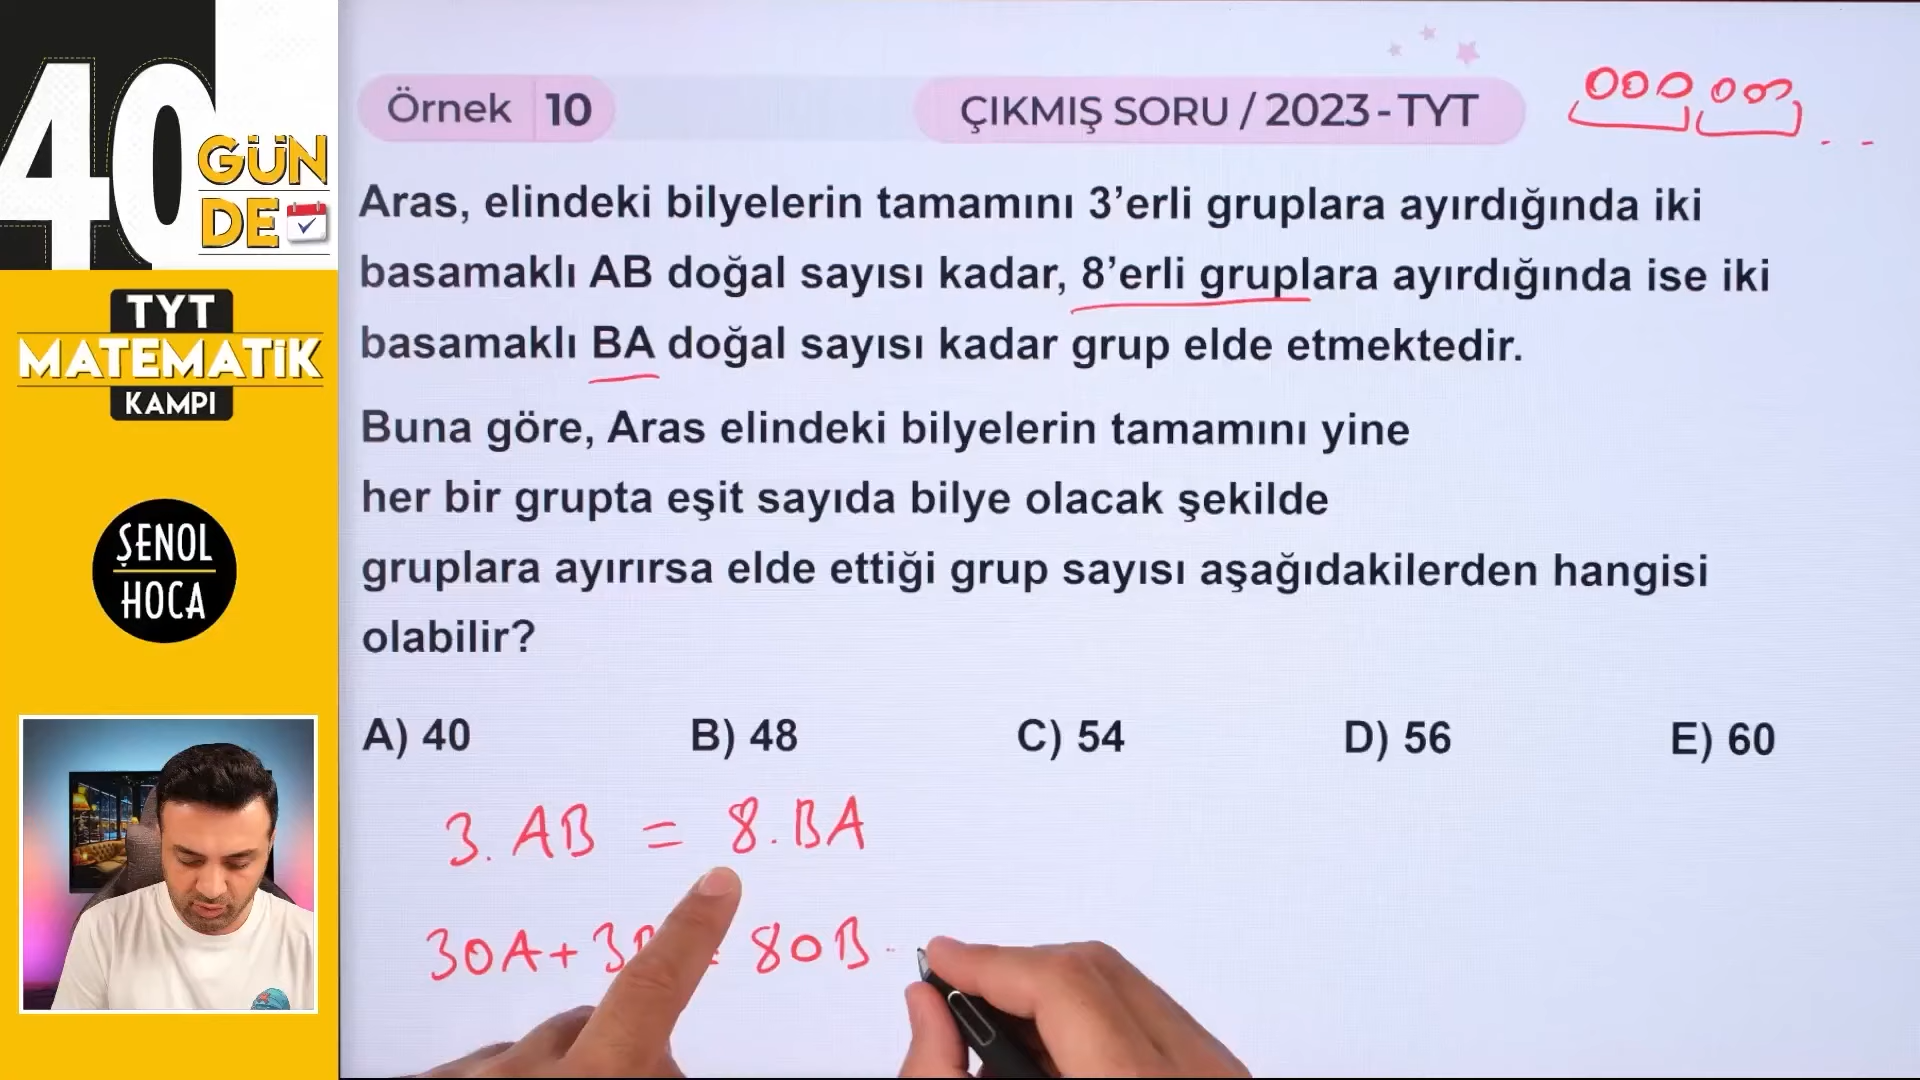 40
GÜN
DE
TYT
MATEMATİK
KAMPI
ŞENOL
HOCA
Örnek 10
ÇIKMIŞ SORU / 2023 - TYT
Aras, elindeki bilyelerin tamamını 3’erli gruplara ayırdığında iki
basamaklı AB doğal sayısı kadar, 8’erli gruplara ayırdığında ise iki
basamaklı BA doğal sayısı kadar grup elde etmektedir.
Buna göre, Aras elindeki bilyelerin tamamını yine
her bir grupta eşit sayıda bilye olacak şekilde
gruplara ayırırsa elde ettiği grup sayısı aşağıdakilerden hangisi
olabilir?
A) 40 B) 48 C) 54 D) 56 E) 60
3. AB = 8. BA
30A + 3 80B